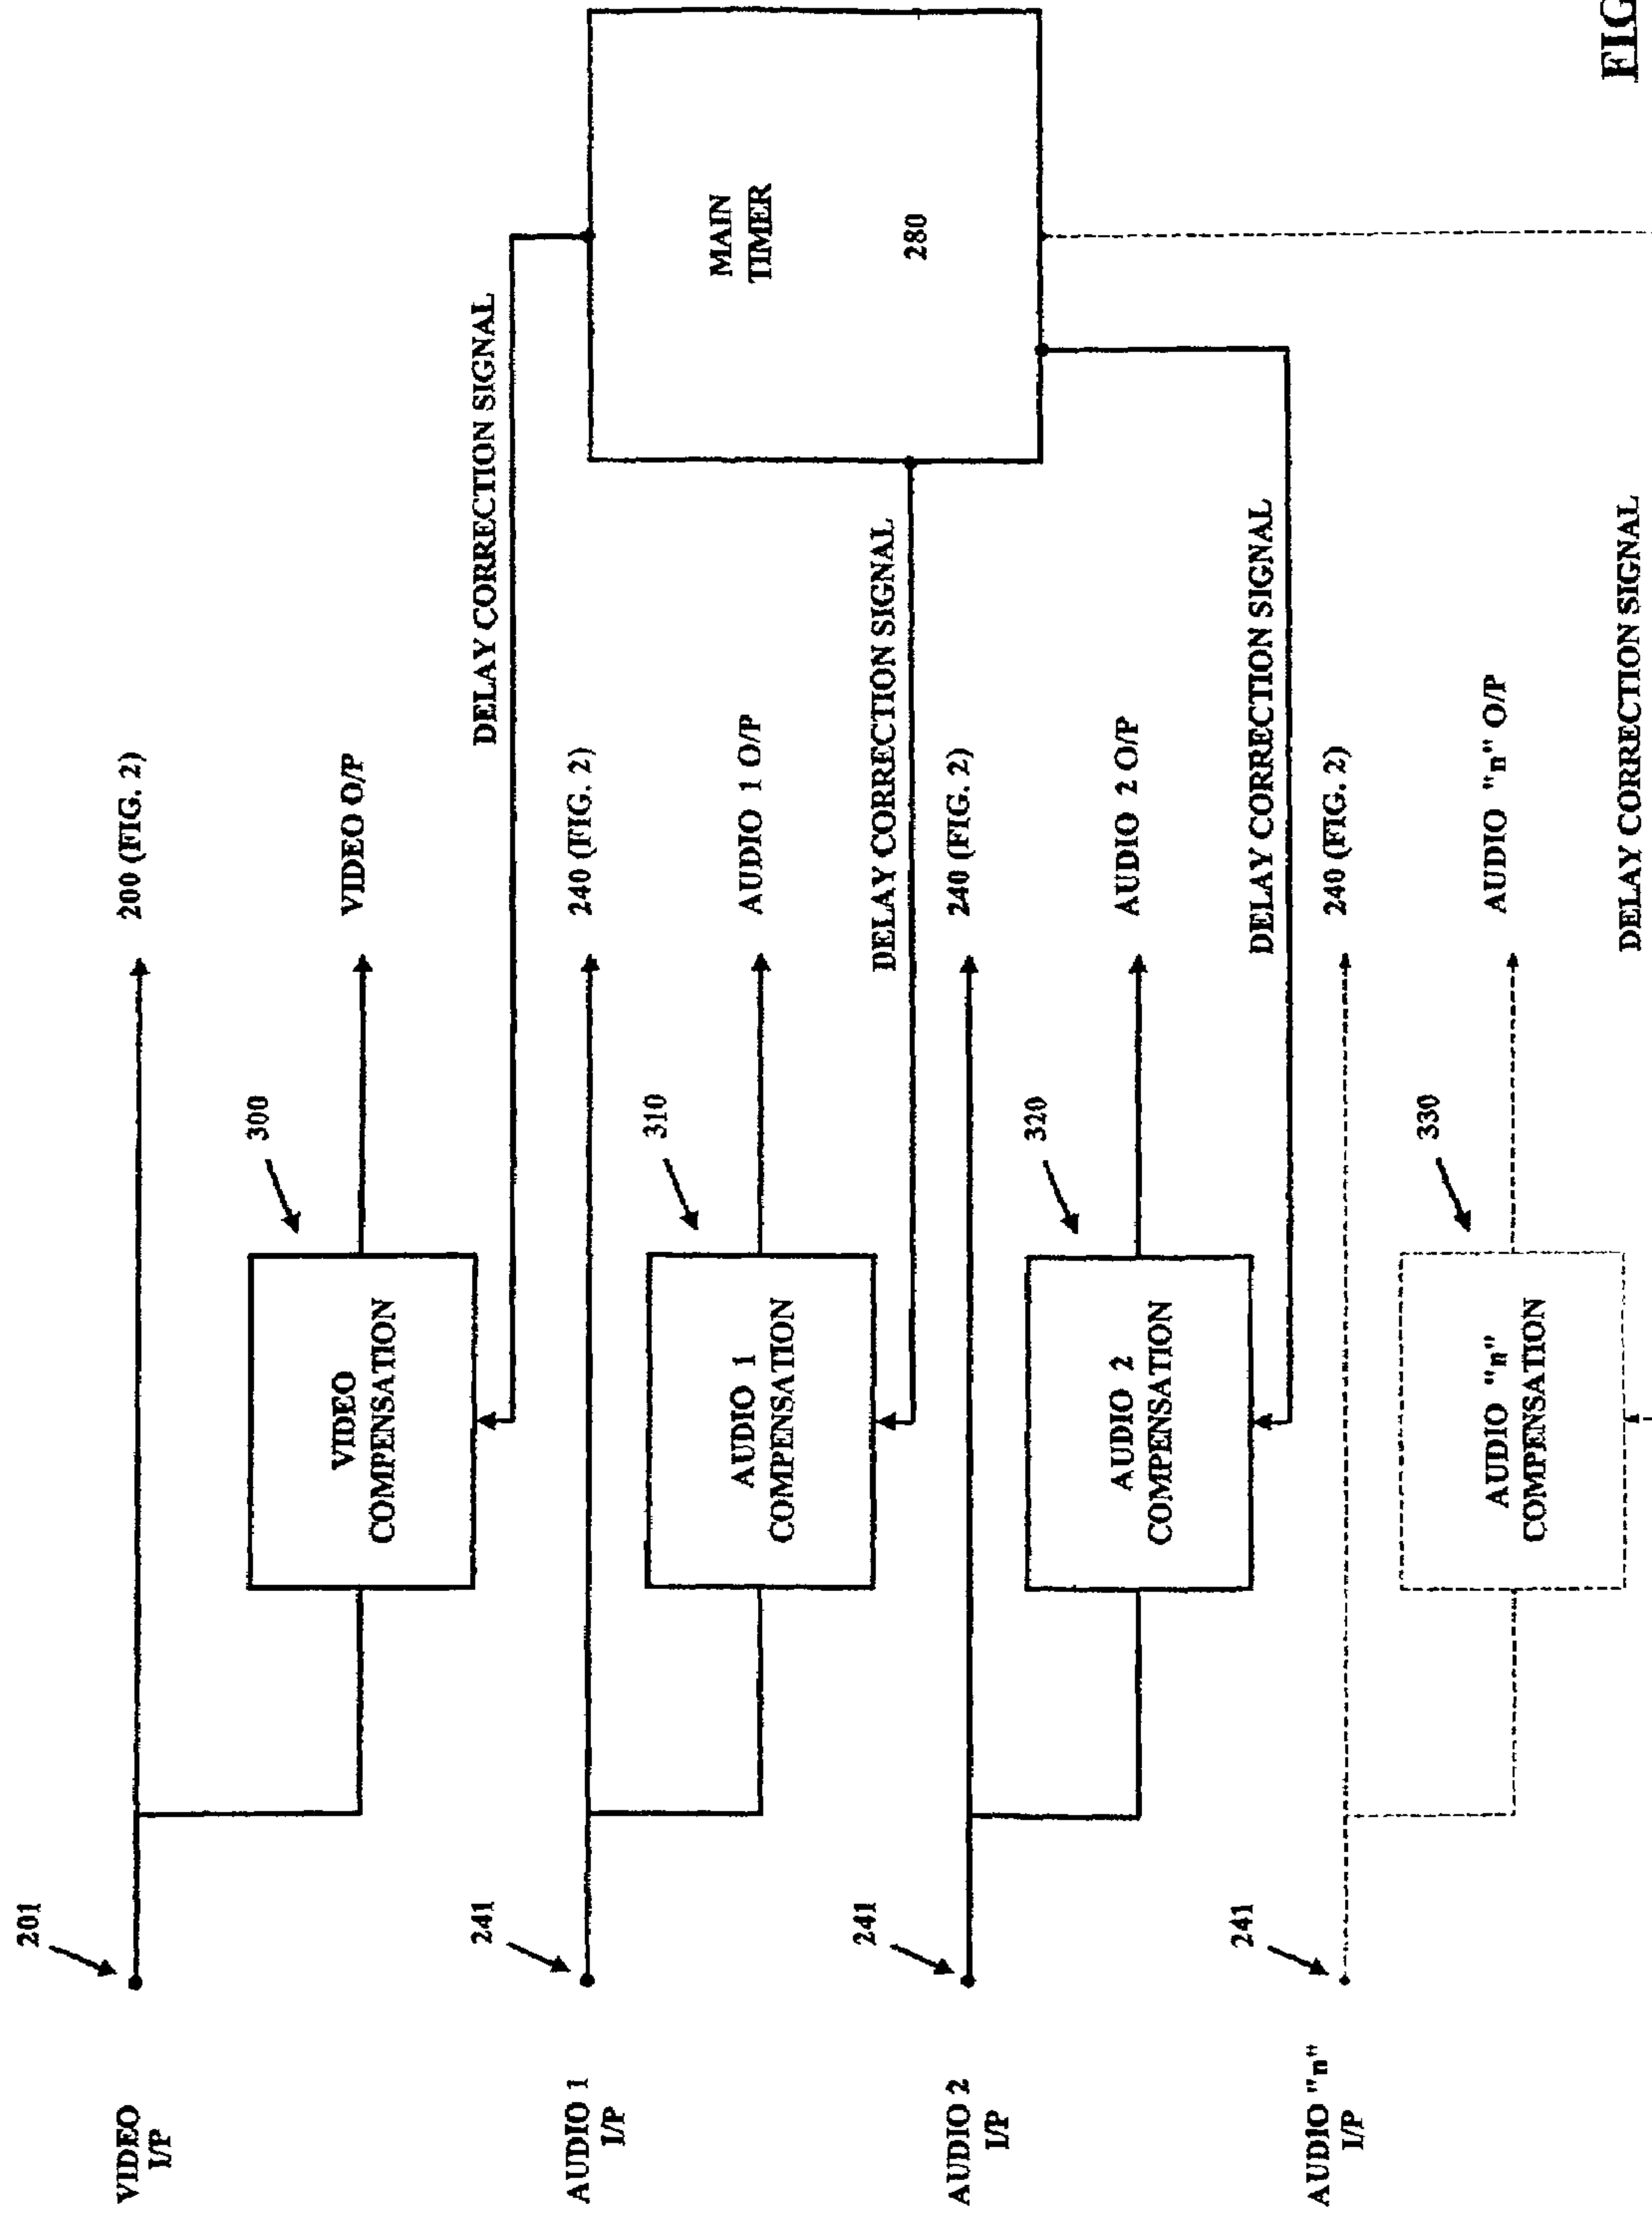 201
VIDEO
I/P
200 (FIG. 2)
300
VIDEO
COMPENSATION
VIDEO O/P
DELAY CORRECTION SIGNAL
241
AUDIO 1
I/P
240 (FIG. 2)
310
AUDIO 1
COMPENSATION
AUDIO 1 O/P
MAIN
TIMER
280
DELAY CORRECTION SIGNAL
241
AUDIO 2
I/P
240 (FIG. 2)
320
AUDIO 2
COMPENSATION
AUDIO 2 O/P
DELAY CORRECTION SIGNAL
241
AUDIO "n"
I/P
240 (FIG. 2)
330
AUDIO "n"
COMPENSATION
AUDIO "n" O/P
DELAY CORRECTION SIGNAL
FIG